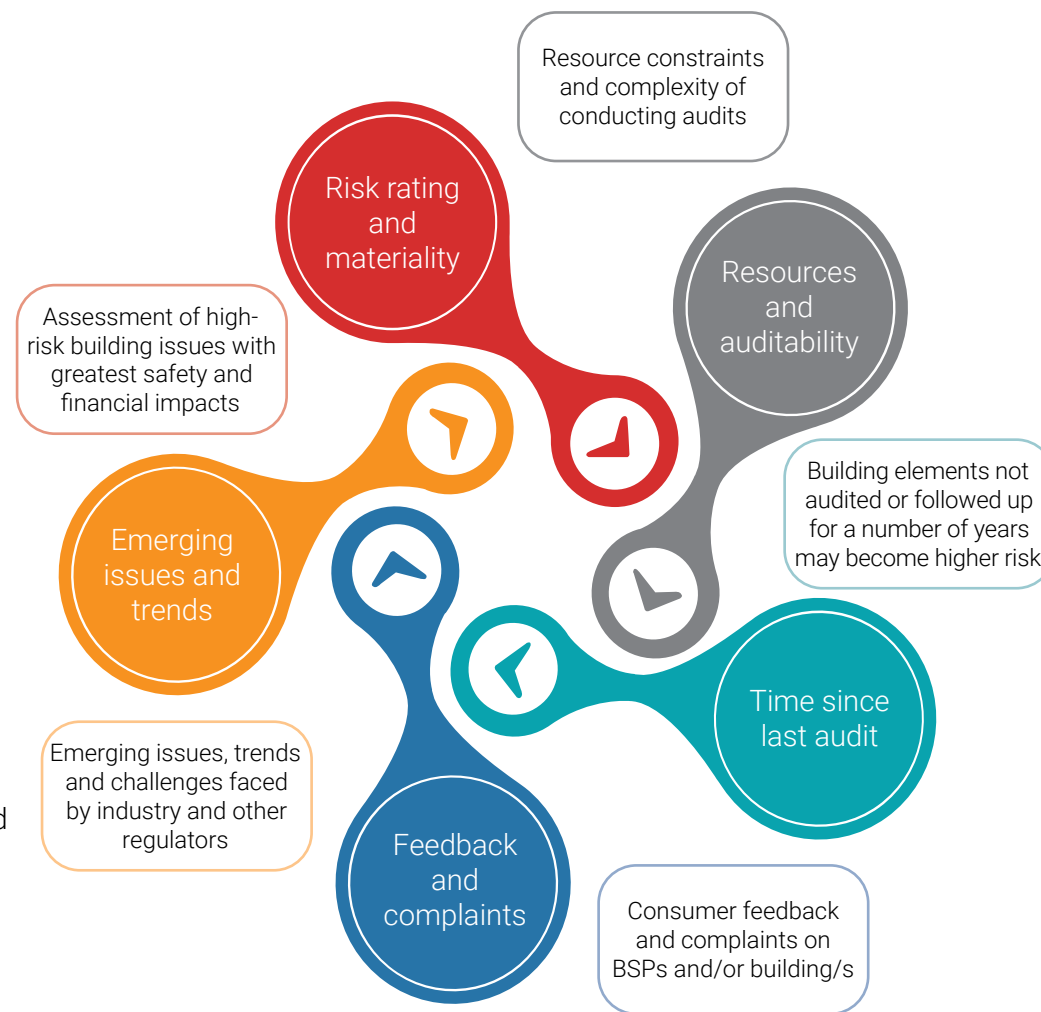 Resource constraints
and complexity of
conducting audits
Risk rating
and
materiality
Resources
and
auditability
Assessment of high-
risk building issues with
greatest safety and
financial impacts
Building elements not
audited or followed up
for a number of years
may become higher risk
Emerging
issues and
trends
Time since
last audit
Emerging issues, trends
and challenges faced
by industry and other
regulators
d
Feedback
and
complaints
Consumer feedback
and complaints on
BSPs and/or building/s